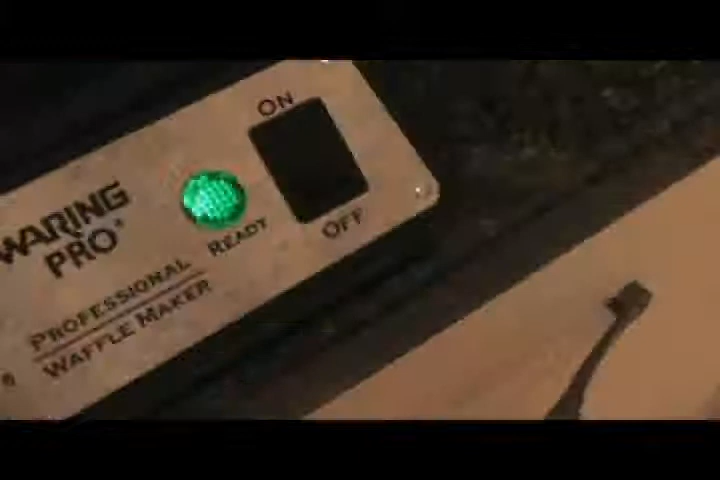 ON
WARING
PRO®
READY
OFF
PROFESSIONAL
WAFFLE MAKER